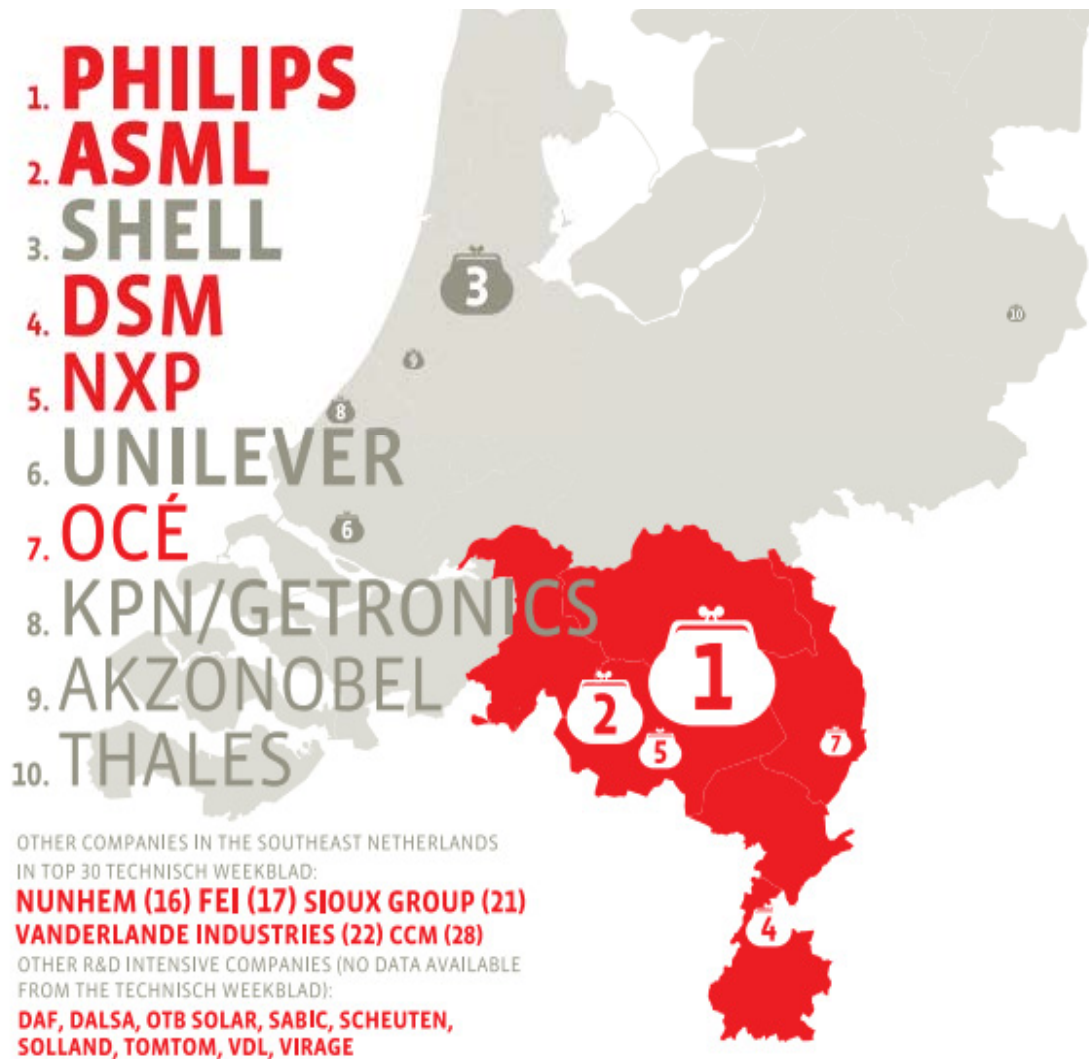 1. PHILIPS
2. ASML
3. SHELL
4. DSM
5. NXP
6. UNILEVER
7. OCÉ
8. KPN/GETRONICS
9. AKZONOBEL
10. THALES
3
10
9
8
6
1
2
5
7
4
OTHER COMPANIES IN THE SOUTHEAST NETHERLANDS
IN TOP 30 TECHNISCH WEEKBLAD:
NUNHEM (16) FEI (17) SIOUX GROUP (21)
VANDERLANDE INDUSTRIES (22) CCM (28)
OTHER R&D INTENSIVE COMPANIES (NO DATA AVAILABLE
FROM THE TECHNISCH WEEKBLAD):
DAF, DALSA, OTB SOLAR, SABIC, SCHEUTEN,
SOLLAND, TOMTOM, VDL, VIRAGE